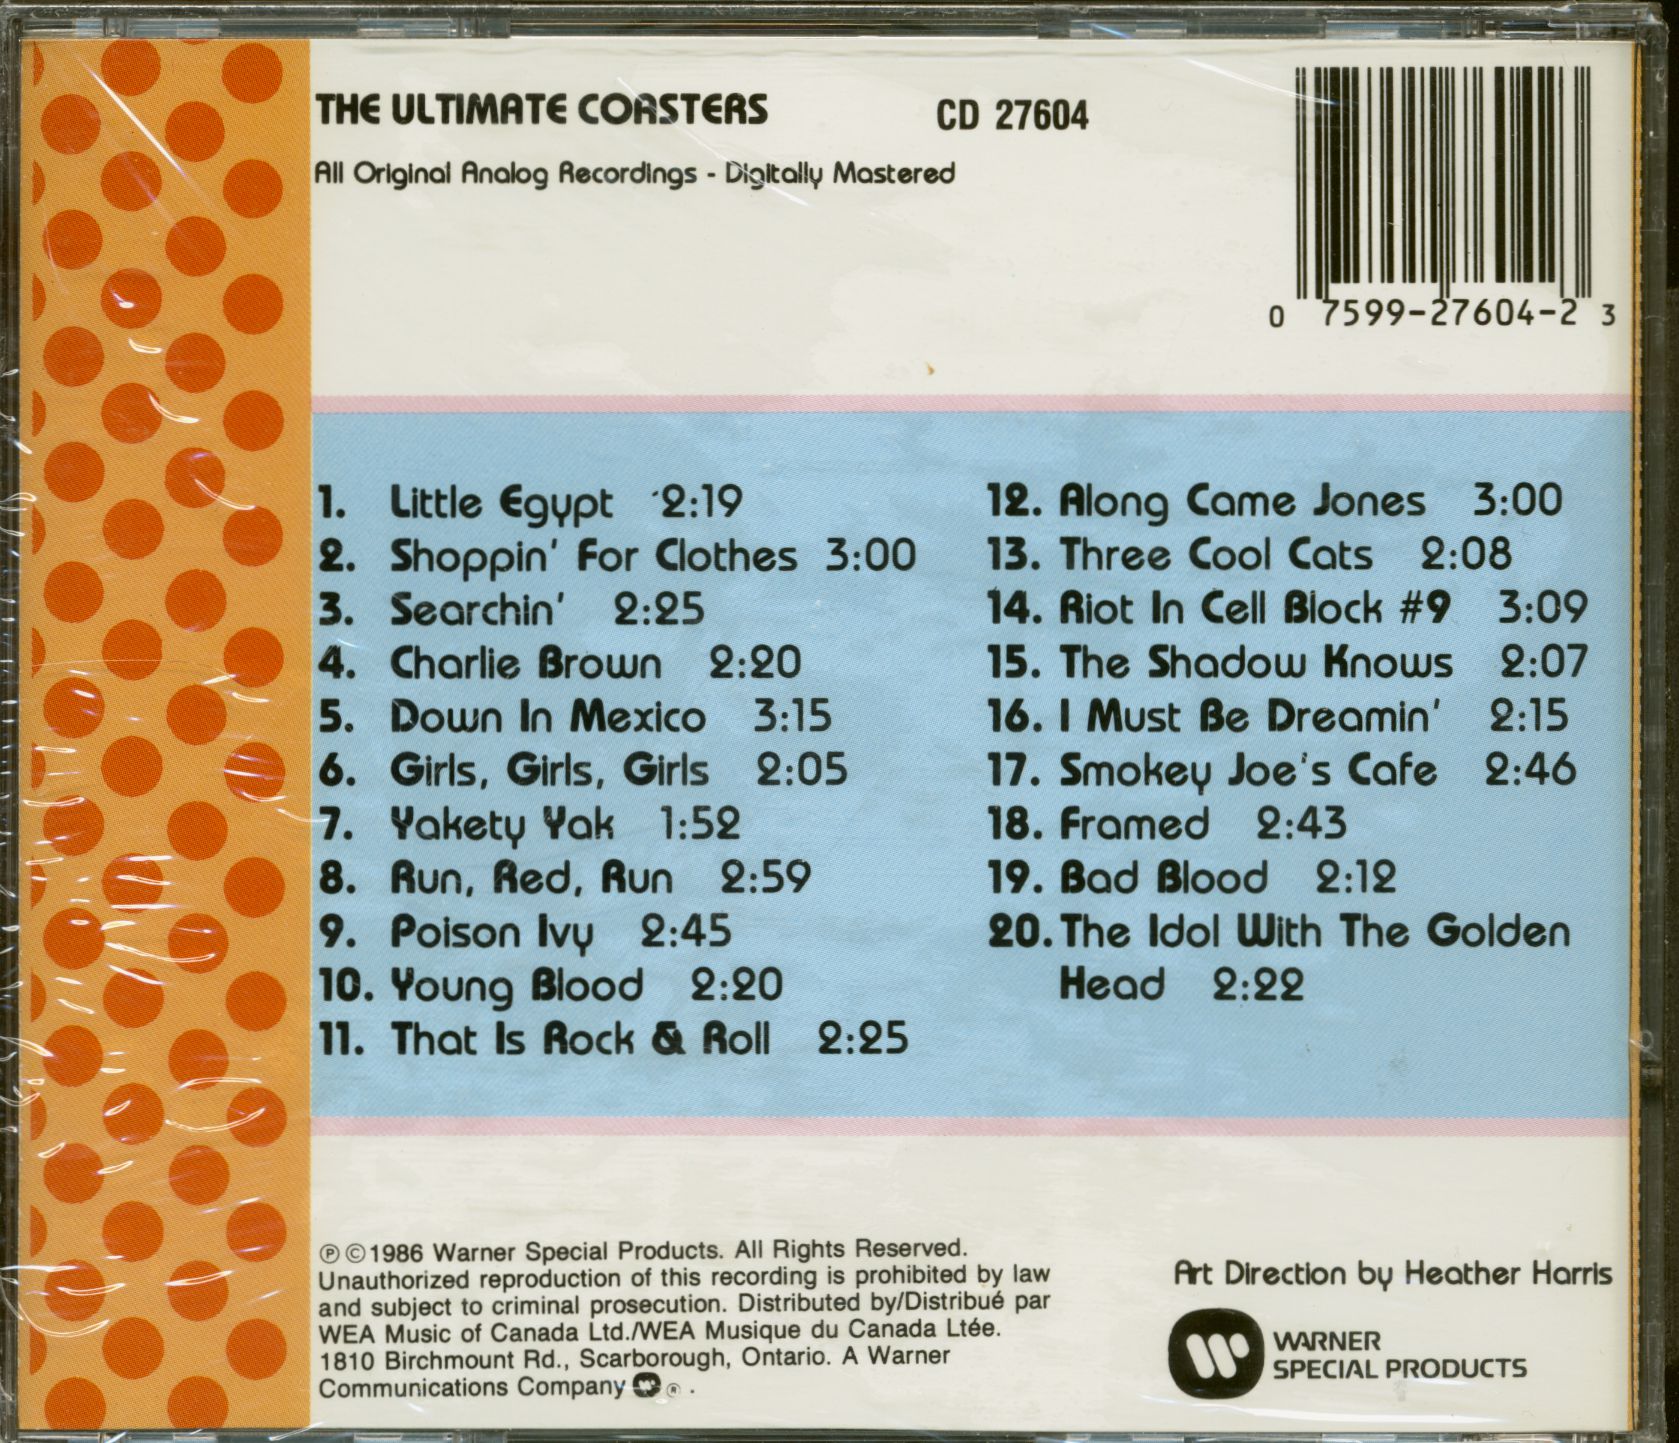 THE ULTIMATE COASTERS
CD 27604
All Original Analog Recordings - Digitally Mastered
0 7599-27604-2 3
1. Little Egypt 2:19
2. Shoppin' For Clothes 3:00
3. Searchin' 2:25
4. Charlie Brown 2:20
5. Down In Mexico 3:15
6. Girls, Girls, Girls 2:05
7. Yakety Yak 1:52
8. Run, Red, Run 2:59
9. Poison Ivy 2:45
10. Young Blood 2:20
11. That Is Rock & Roll 2:25
12. Along Came Jones 3:00
13. Three Cool Cats 2:08
14. Riot In Cell Block #9 3:09
15. The Shadow Knows 2:07
16. I Must Be Dreamin' 2:15
17. Smokey Joe's Cafe 2:46
18. Framed 2:43
19. Bad Blood 2:12
20. The Idol With The Golden
Head 2:22
℗©1986 Warner Special Products. All Rights Reserved.
Unauthorized reproduction of this recording is prohibited by law
and subject to criminal prosecution. Distributed by/Distribué par
WEA Music of Canada Ltd./WEA Musique du Canada Ltée.
1810 Birchmount Rd., Scarborough, Ontario. A Warner
Communications Company ® .
Art Direction by Heather Harris
WARNER
SPECIAL PRODUCTS